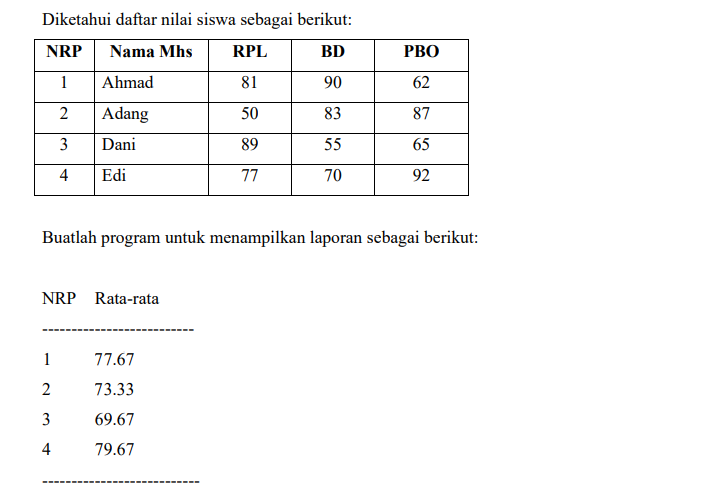 Diketahui daftar nilai siswa sebagai berikut:
NRP Nama Mhs RPL BD PBO
1 Ahmad 81 90 62
2 Adang 50 83 87
3 Dani 89 55 65
4 Edi 77 70 92
Buatlah program untuk menampilkan laporan sebagai berikut:
NRP Rata-rata
--------------------------
1 77.67
2 73.33
3 69.67
4 79.67
---------------------------